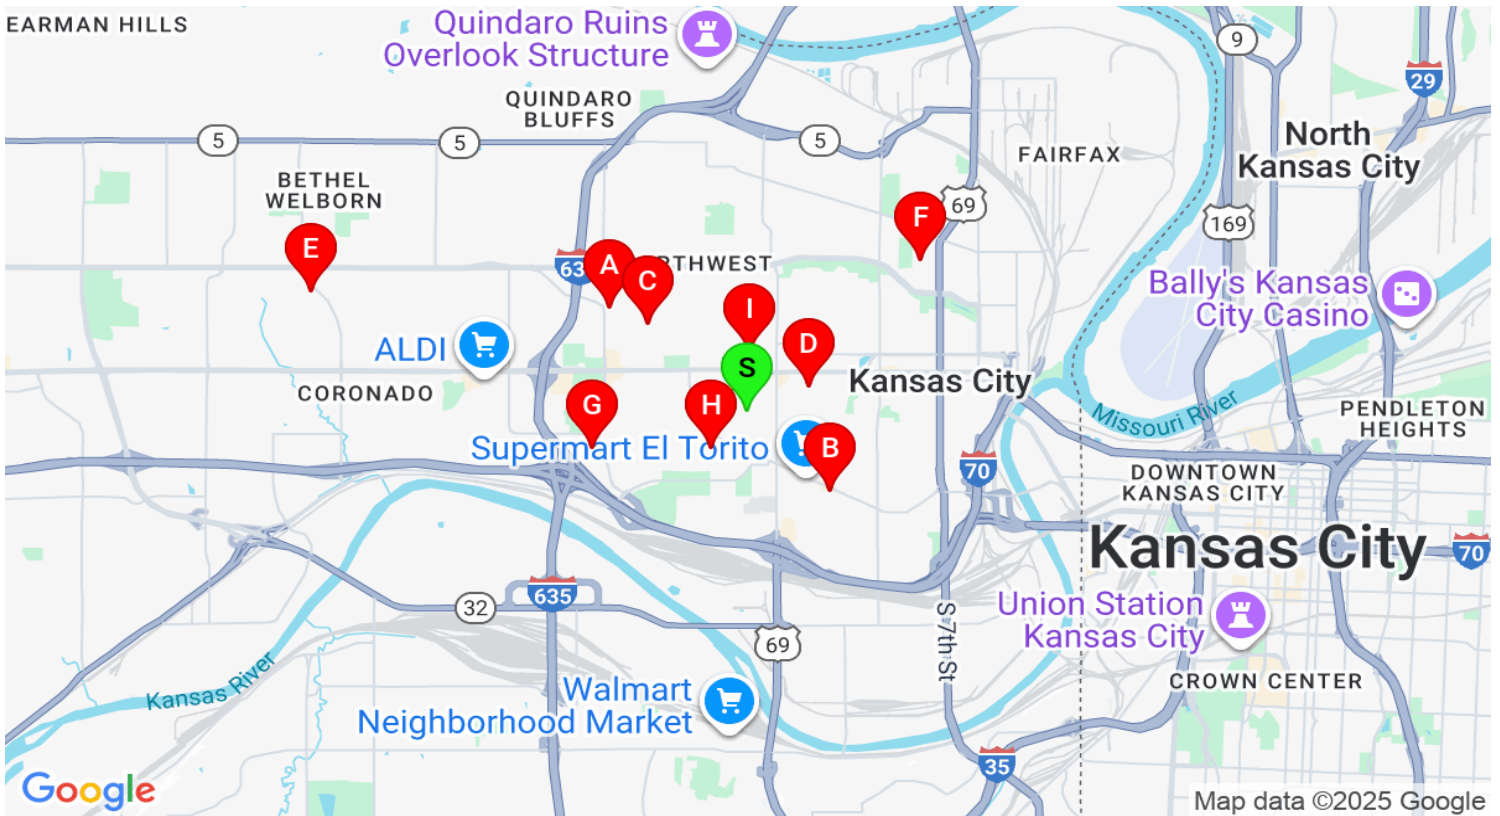 EARMAN HILLS
Quindaro Ruins
Overlook Structure
9
29
QUINDARO
BLUFFS
5
5
5
North
Kansas City
FAIRFAX
BETHEL
WELBORN
69
169
F
E
63
A
RTHWEST
C
I
Bally's Kansas
City Casino
ALDI
D
S
Kansas City
CORONADO
G
H
Missouri River
PENDLETON
HEIGHTS
Supermart El Torito
B
70
DOWNTOWN
KANSAS CITY
Kansas City
70
635
32
Union Station
Kansas City
S 7th St
69
Kansas River
Walmart
Neighborhood Market
CROWN CENTER
35
Google
Map data ©2025 Google